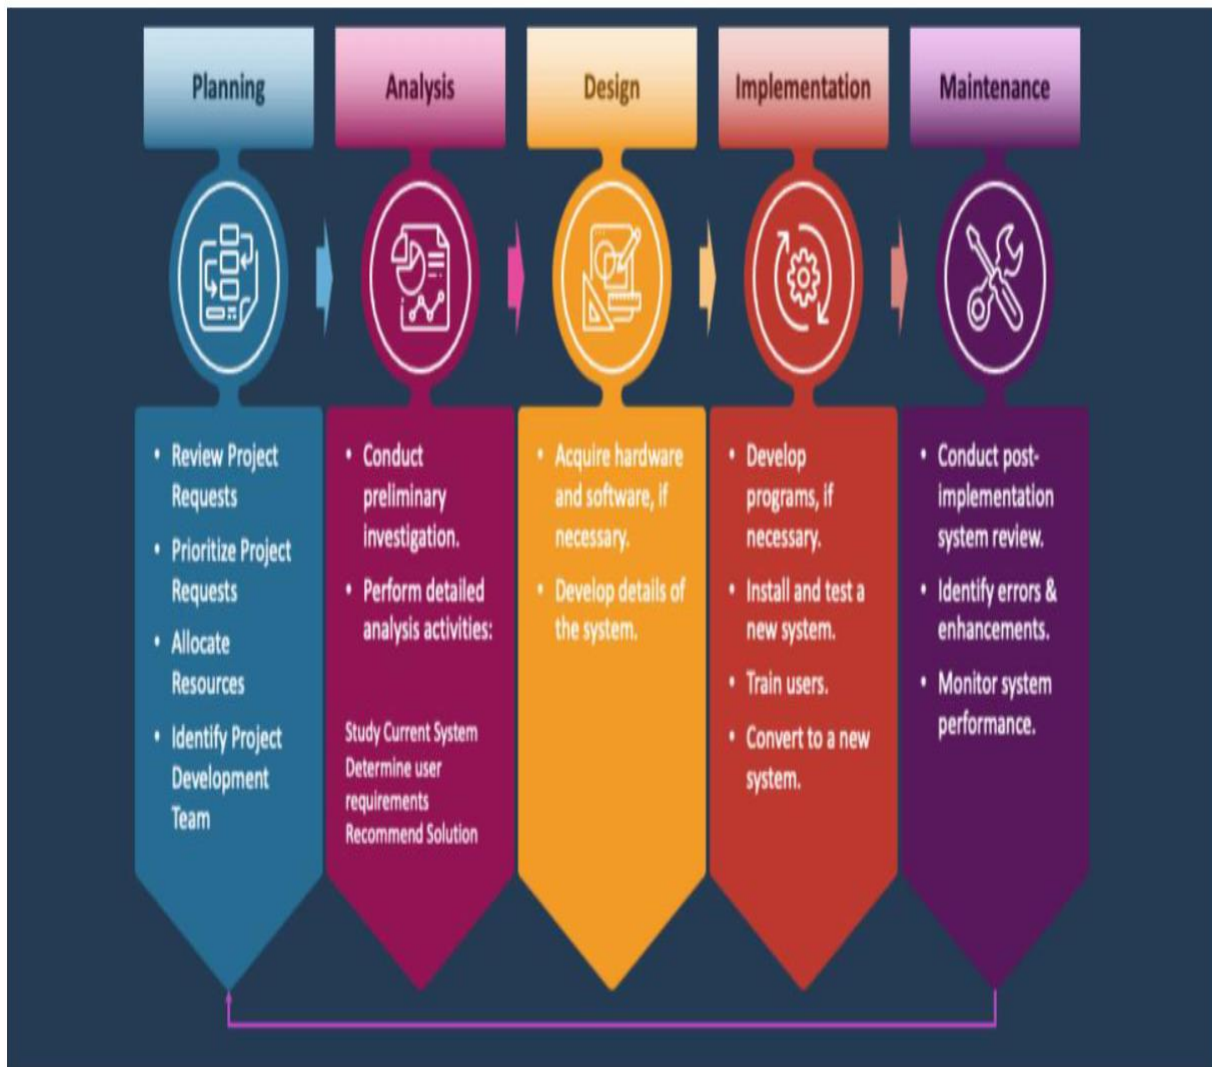 Planning
Analysis
Design
Implementation
Maintenance
• Review Project
Requests
• Prioritize Project
Requests
• Allocate
Resources
• Identify Project
Development
Team
• Conduct
preliminary
investigation.
• Perform detailed
analysis activities:
Study Current System
Determine user
requirements
Recommend Solution
• Acquire hardware
and software, if
necessary.
• Develop details of
the system.
• Develop
programs, if
necessary.
• Install and test a
new system.
• Train users.
• Convert to a new
system.
• Conduct post-
implementation
system review.
• Identify errors &
enhancements.
• Monitor system
performance.